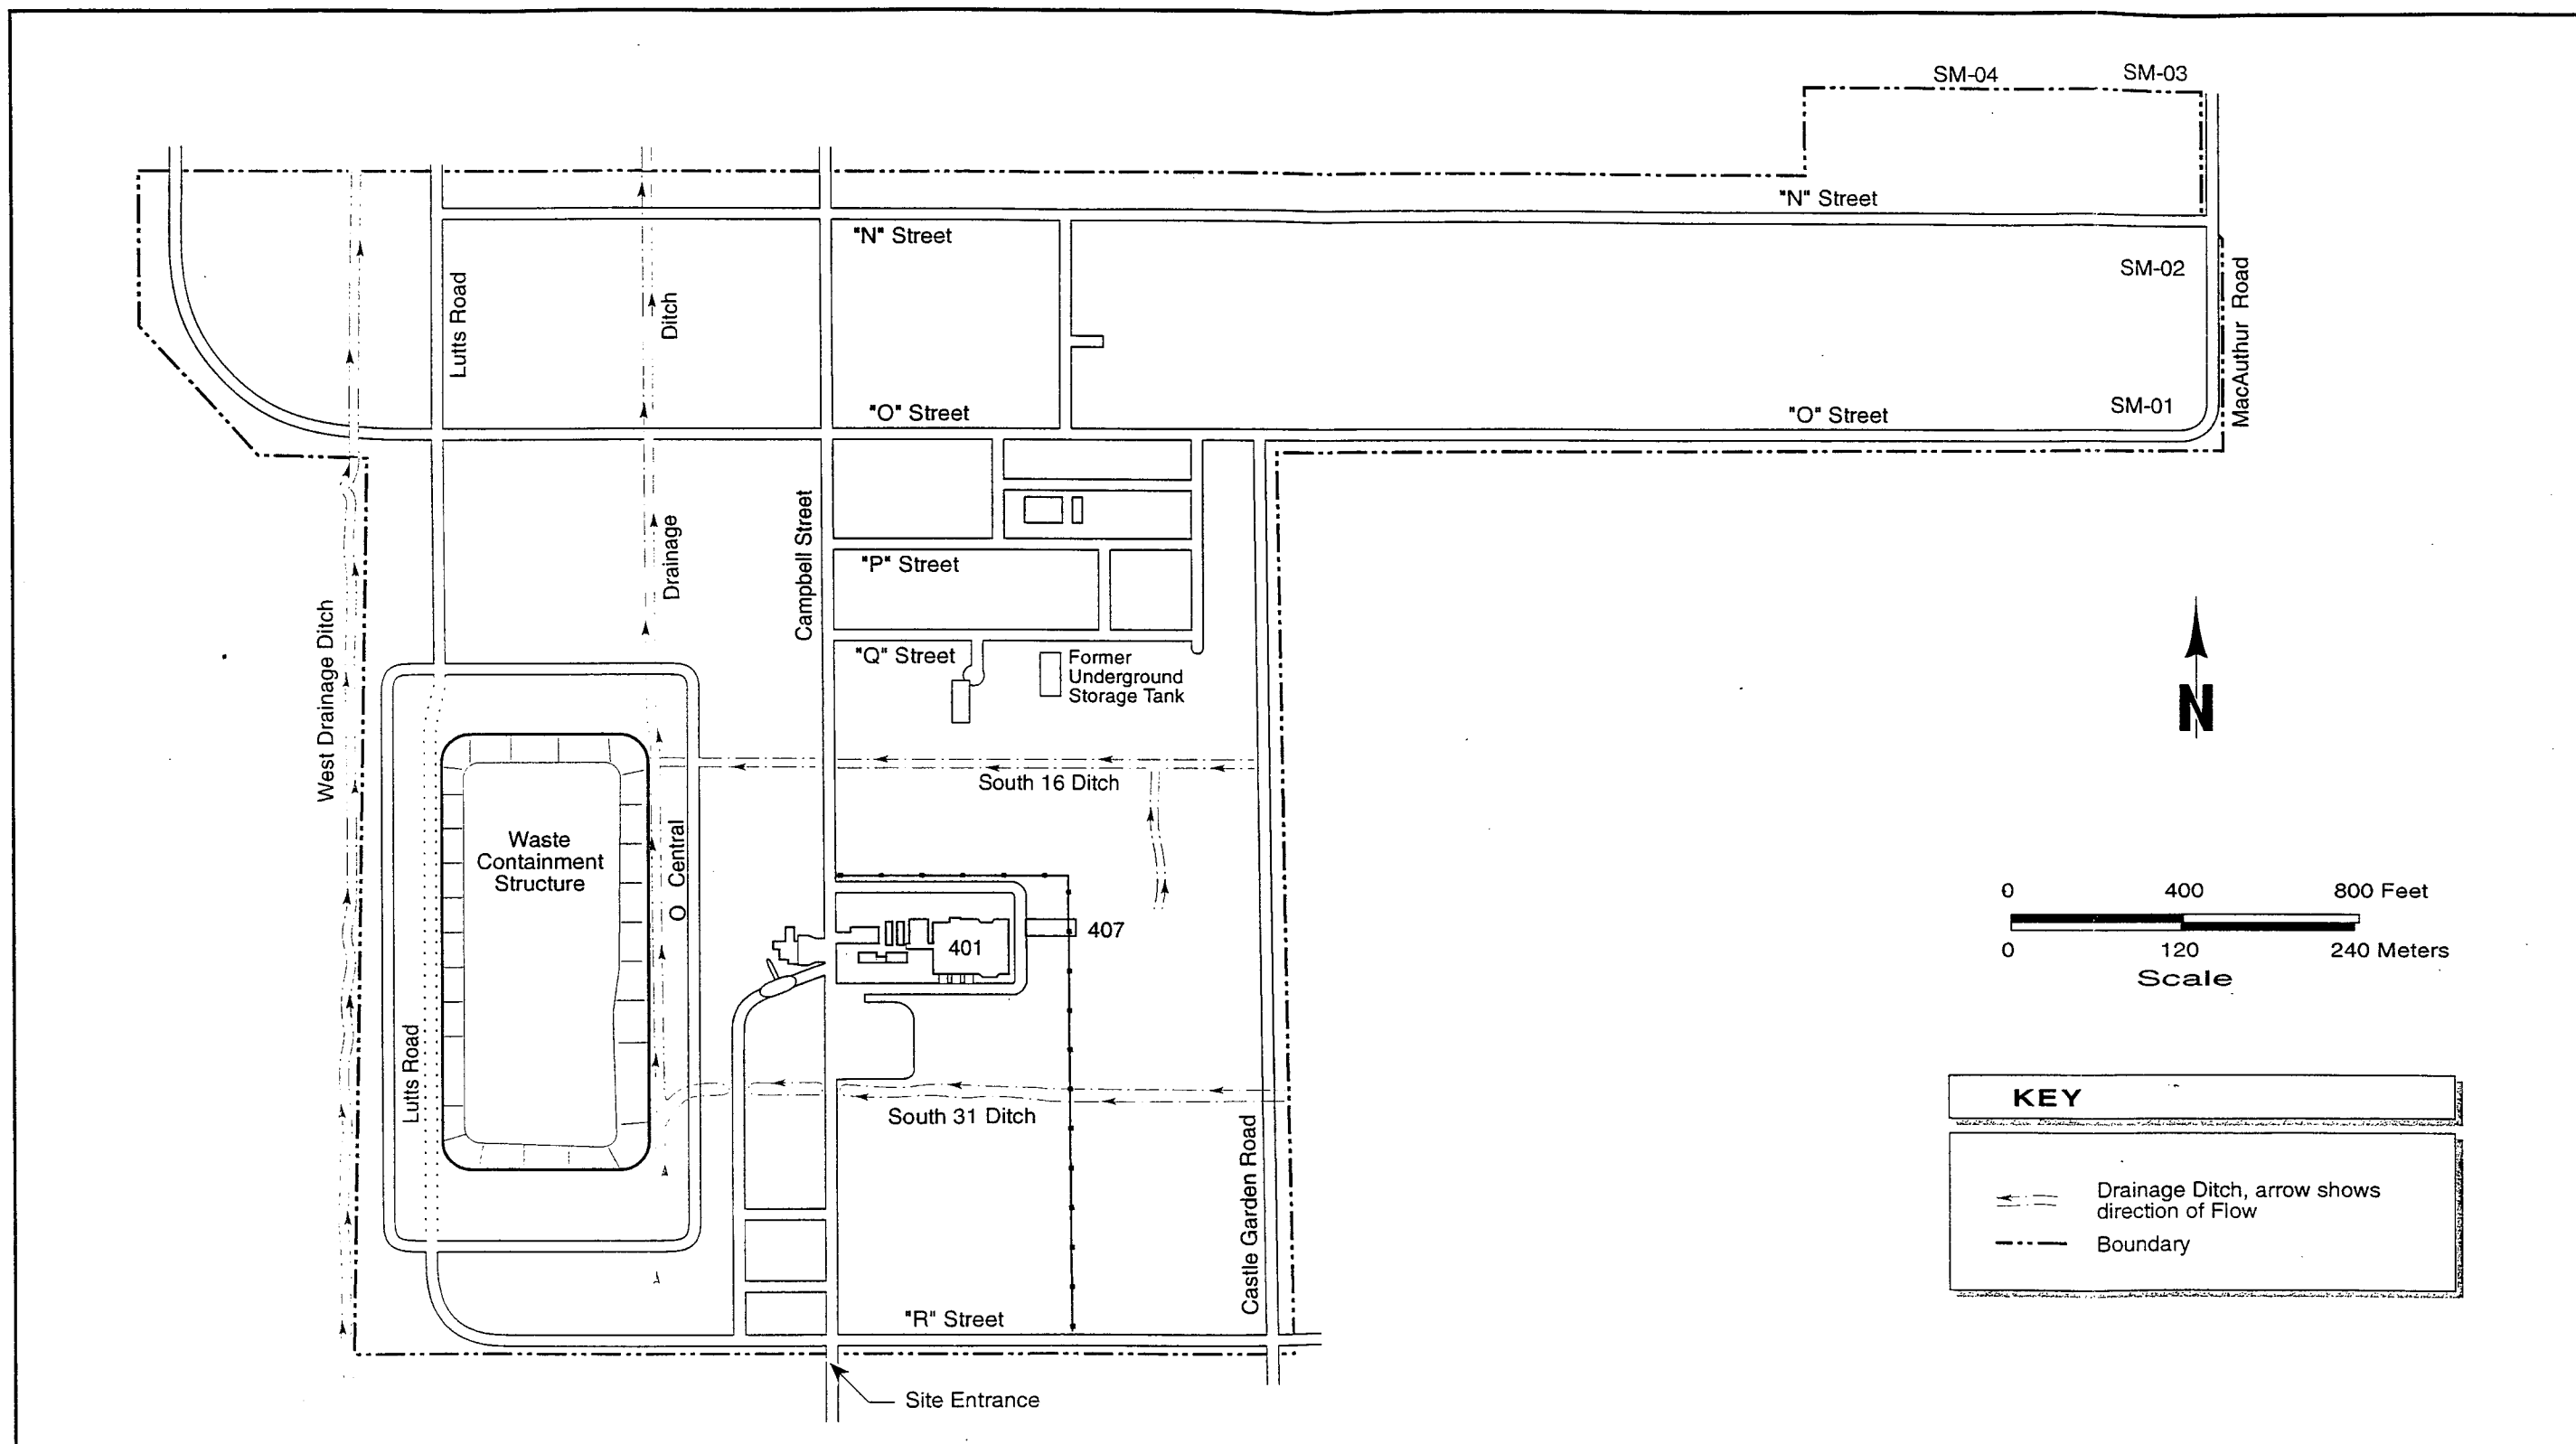 SM-04
SM-03
"N" Street
"N" Street
SM-02
MacAuthur Road
Lutts Road
Ditch
"O" Street
"O" Street
SM-01
Campbell Street
Drainage
"P" Street
West Drainage Ditch
"Q" Street
Former
Underground
Storage Tank
N
South 16 Ditch
Waste
Containment
Structure
O Central
401
407
0 400 800 Feet
0 120 240 Meters
Scale
Lutts Road
South 31 Ditch
Castle Garden Road
KEY
Drainage Ditch, arrow shows
direction of Flow
Boundary
"R" Street
Site Entrance